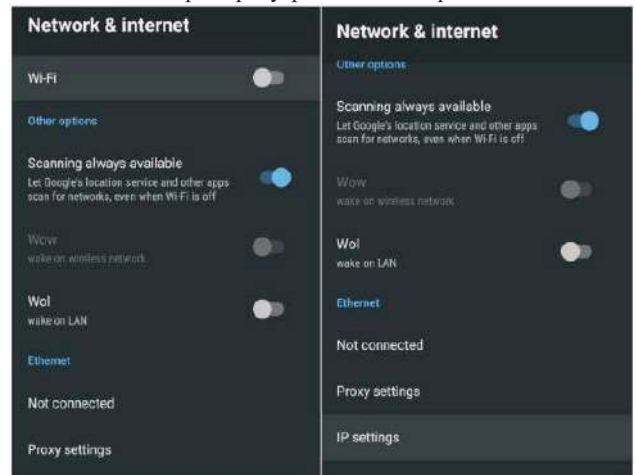 Network & internet
Wi-Fi
Other options
Scanning always available
Let Google's location service and other apps
scan for networks, even when Wi-Fi is off
Wow
wake on wireless network
Wol
wake on LAN
Ethernet
Not connected
Proxy settings
Network & internet
Other options
Scanning always available
Let Google's location service and other apps
scan for networks, even when Wi-Fi is off
Wow
wake on wireless network
Wol
wake on LAN
Ethernet
Not connected
Proxy settings
IP settings